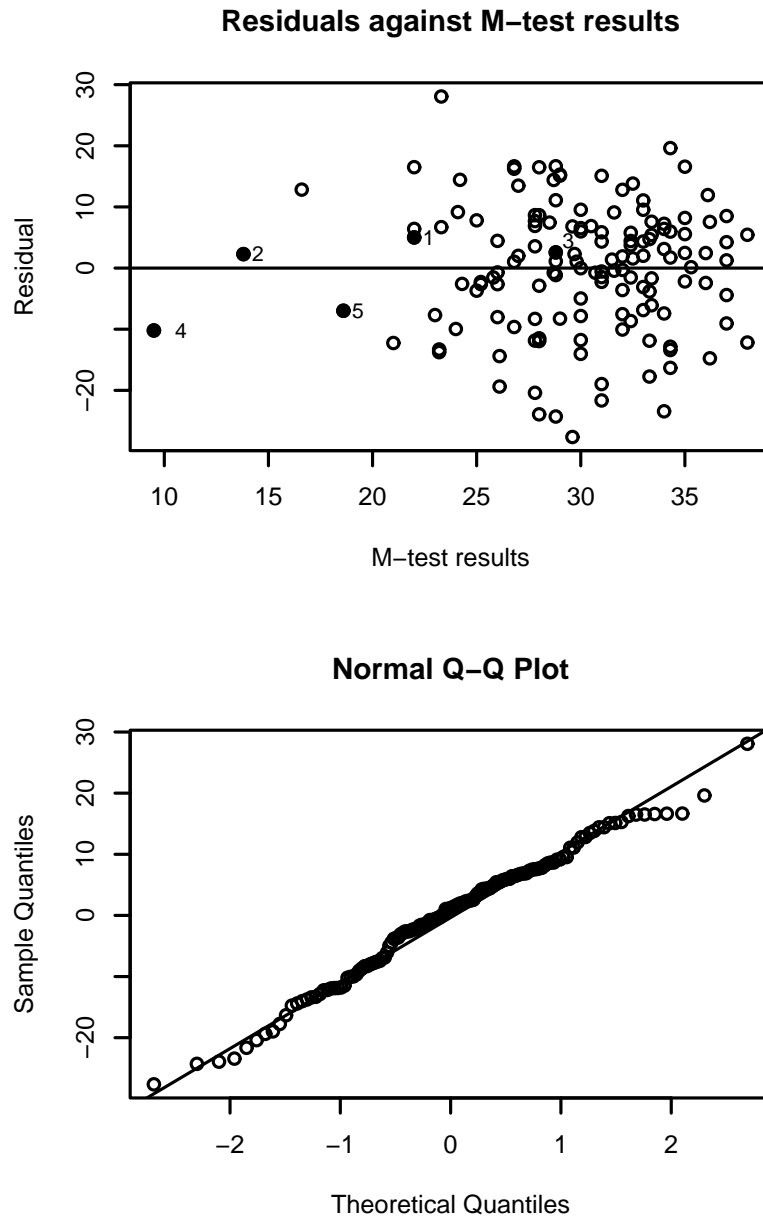 Residuals against M−test results
30
20
10
0
−20
Residual
1
2
3
4
5
10 15 20 25 30 35
M−test results
Normal Q−Q Plot
30
20
10
0
−20
Sample Quantiles
−2 −1 0 1 2
Theoretical Quantiles